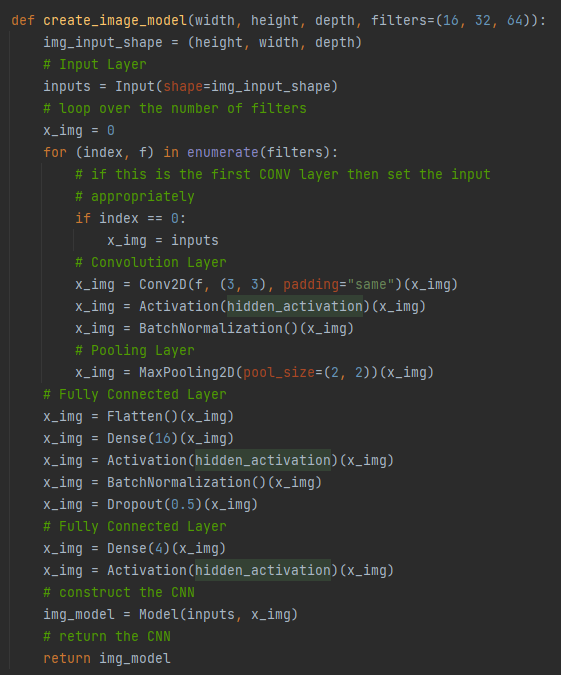 def create_image_model(width, height, depth, filters=(16, 32, 64)):
    img_input_shape = (height, width, depth)
    # Input Layer
    inputs = Input(shape=img_input_shape)
    # loop over the number of filters
    x_img = 0
    for (index, f) in enumerate(filters):
        # if this is the first CONV layer then set the input
        # appropriately
        if index == 0:
            x_img = inputs
        # Convolution Layer
        x_img = Conv2D(f, (3, 3), padding="same")(x_img)
        x_img = Activation(hidden_activation)(x_img)
        x_img = BatchNormalization()(x_img)
        # Pooling Layer
        x_img = MaxPooling2D(pool_size=(2, 2))(x_img)
    # Fully Connected Layer
    x_img = Flatten()(x_img)
    x_img = Dense(16)(x_img)
    x_img = Activation(hidden_activation)(x_img)
    x_img = BatchNormalization()(x_img)
    x_img = Dropout(0.5)(x_img)
    # Fully Connected Layer
    x_img = Dense(4)(x_img)
    x_img = Activation(hidden_activation)(x_img)
    # construct the CNN
    img_model = Model(inputs, x_img)
    # return the CNN
    return img_model